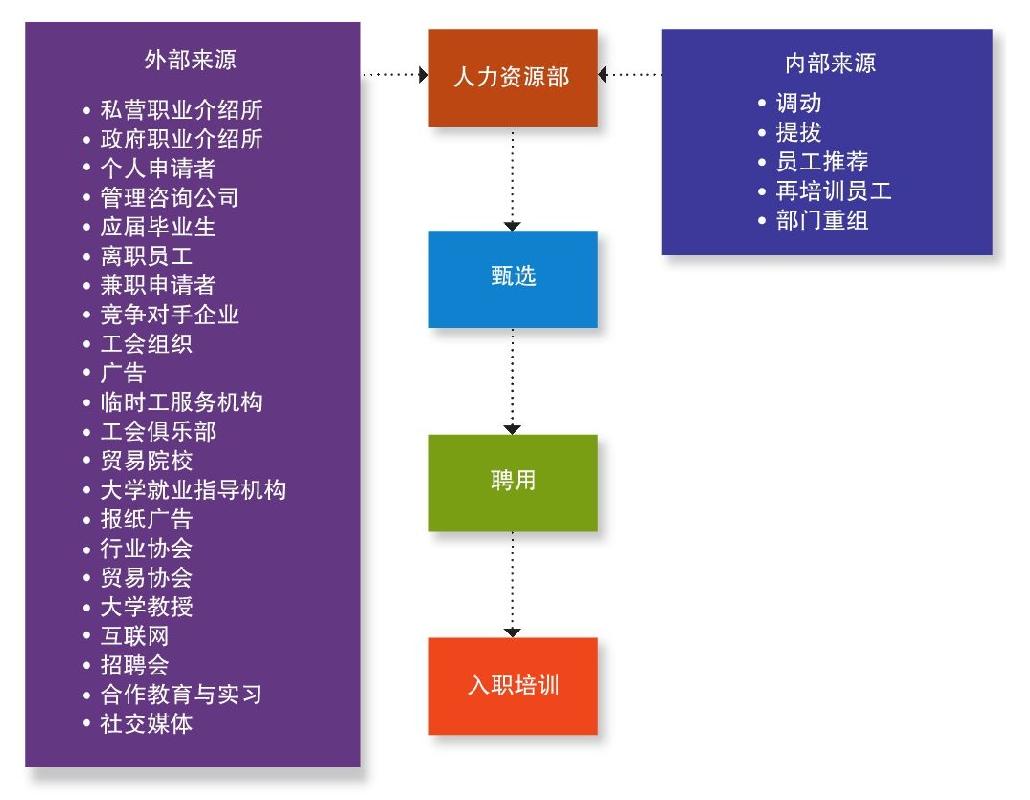 外部来源
• 私营职业介绍所
• 政府职业介绍所
• 个人申请者
• 管理咨询公司
• 应届毕业生
• 离职员工
• 兼职申请者
• 竞争对手企业
• 工会组织
• 广告
• 临时工服务机构
• 工会俱乐部
• 贸易院校
• 大学就业指导机构
• 报纸广告
• 行业协会
• 贸易协会
• 大学教授
• 互联网
• 招聘会
• 合作教育与实习
• 社交媒体
人力资源部
甄选
聘用
入职培训
内部来源
• 调动
• 提拔
• 员工推荐
• 再培训员工
• 部门重组